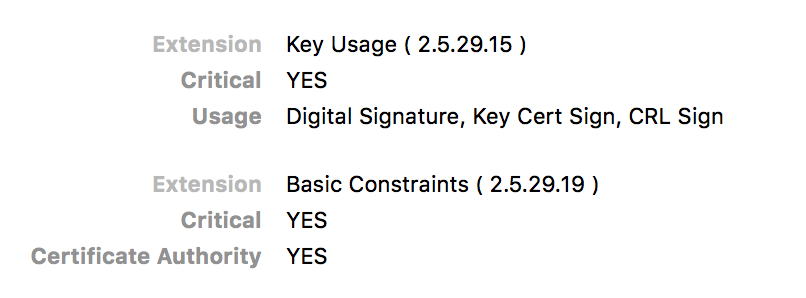 Extension Key Usage ( 2.5.29.15 )
Critical YES
Usage Digital Signature, Key Cert Sign, CRL Sign
Extension Basic Constraints ( 2.5.29.19 )
Critical YES
Certificate Authority YES